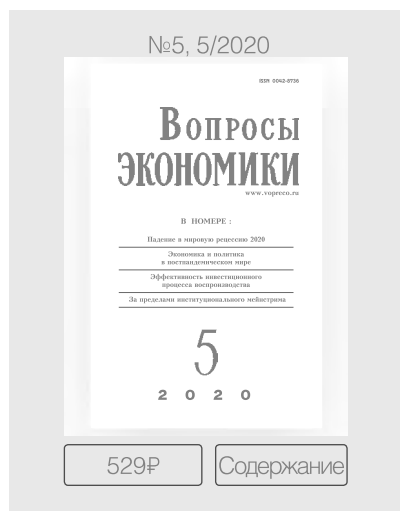 №5, 5/2020
ISSN 0042-8736
Вопросы
ЭКОНОМИКИ
www.vopreco.ru
В НОМЕРЕ :
Падение в мировую рецессию 2020
Экономика и политика
в постпандемическом мире
Эффективность инвестиционного
процесса воспроизводства
За пределами институционального мейнстрима
5
2 0 2 0
529₽
Содержание